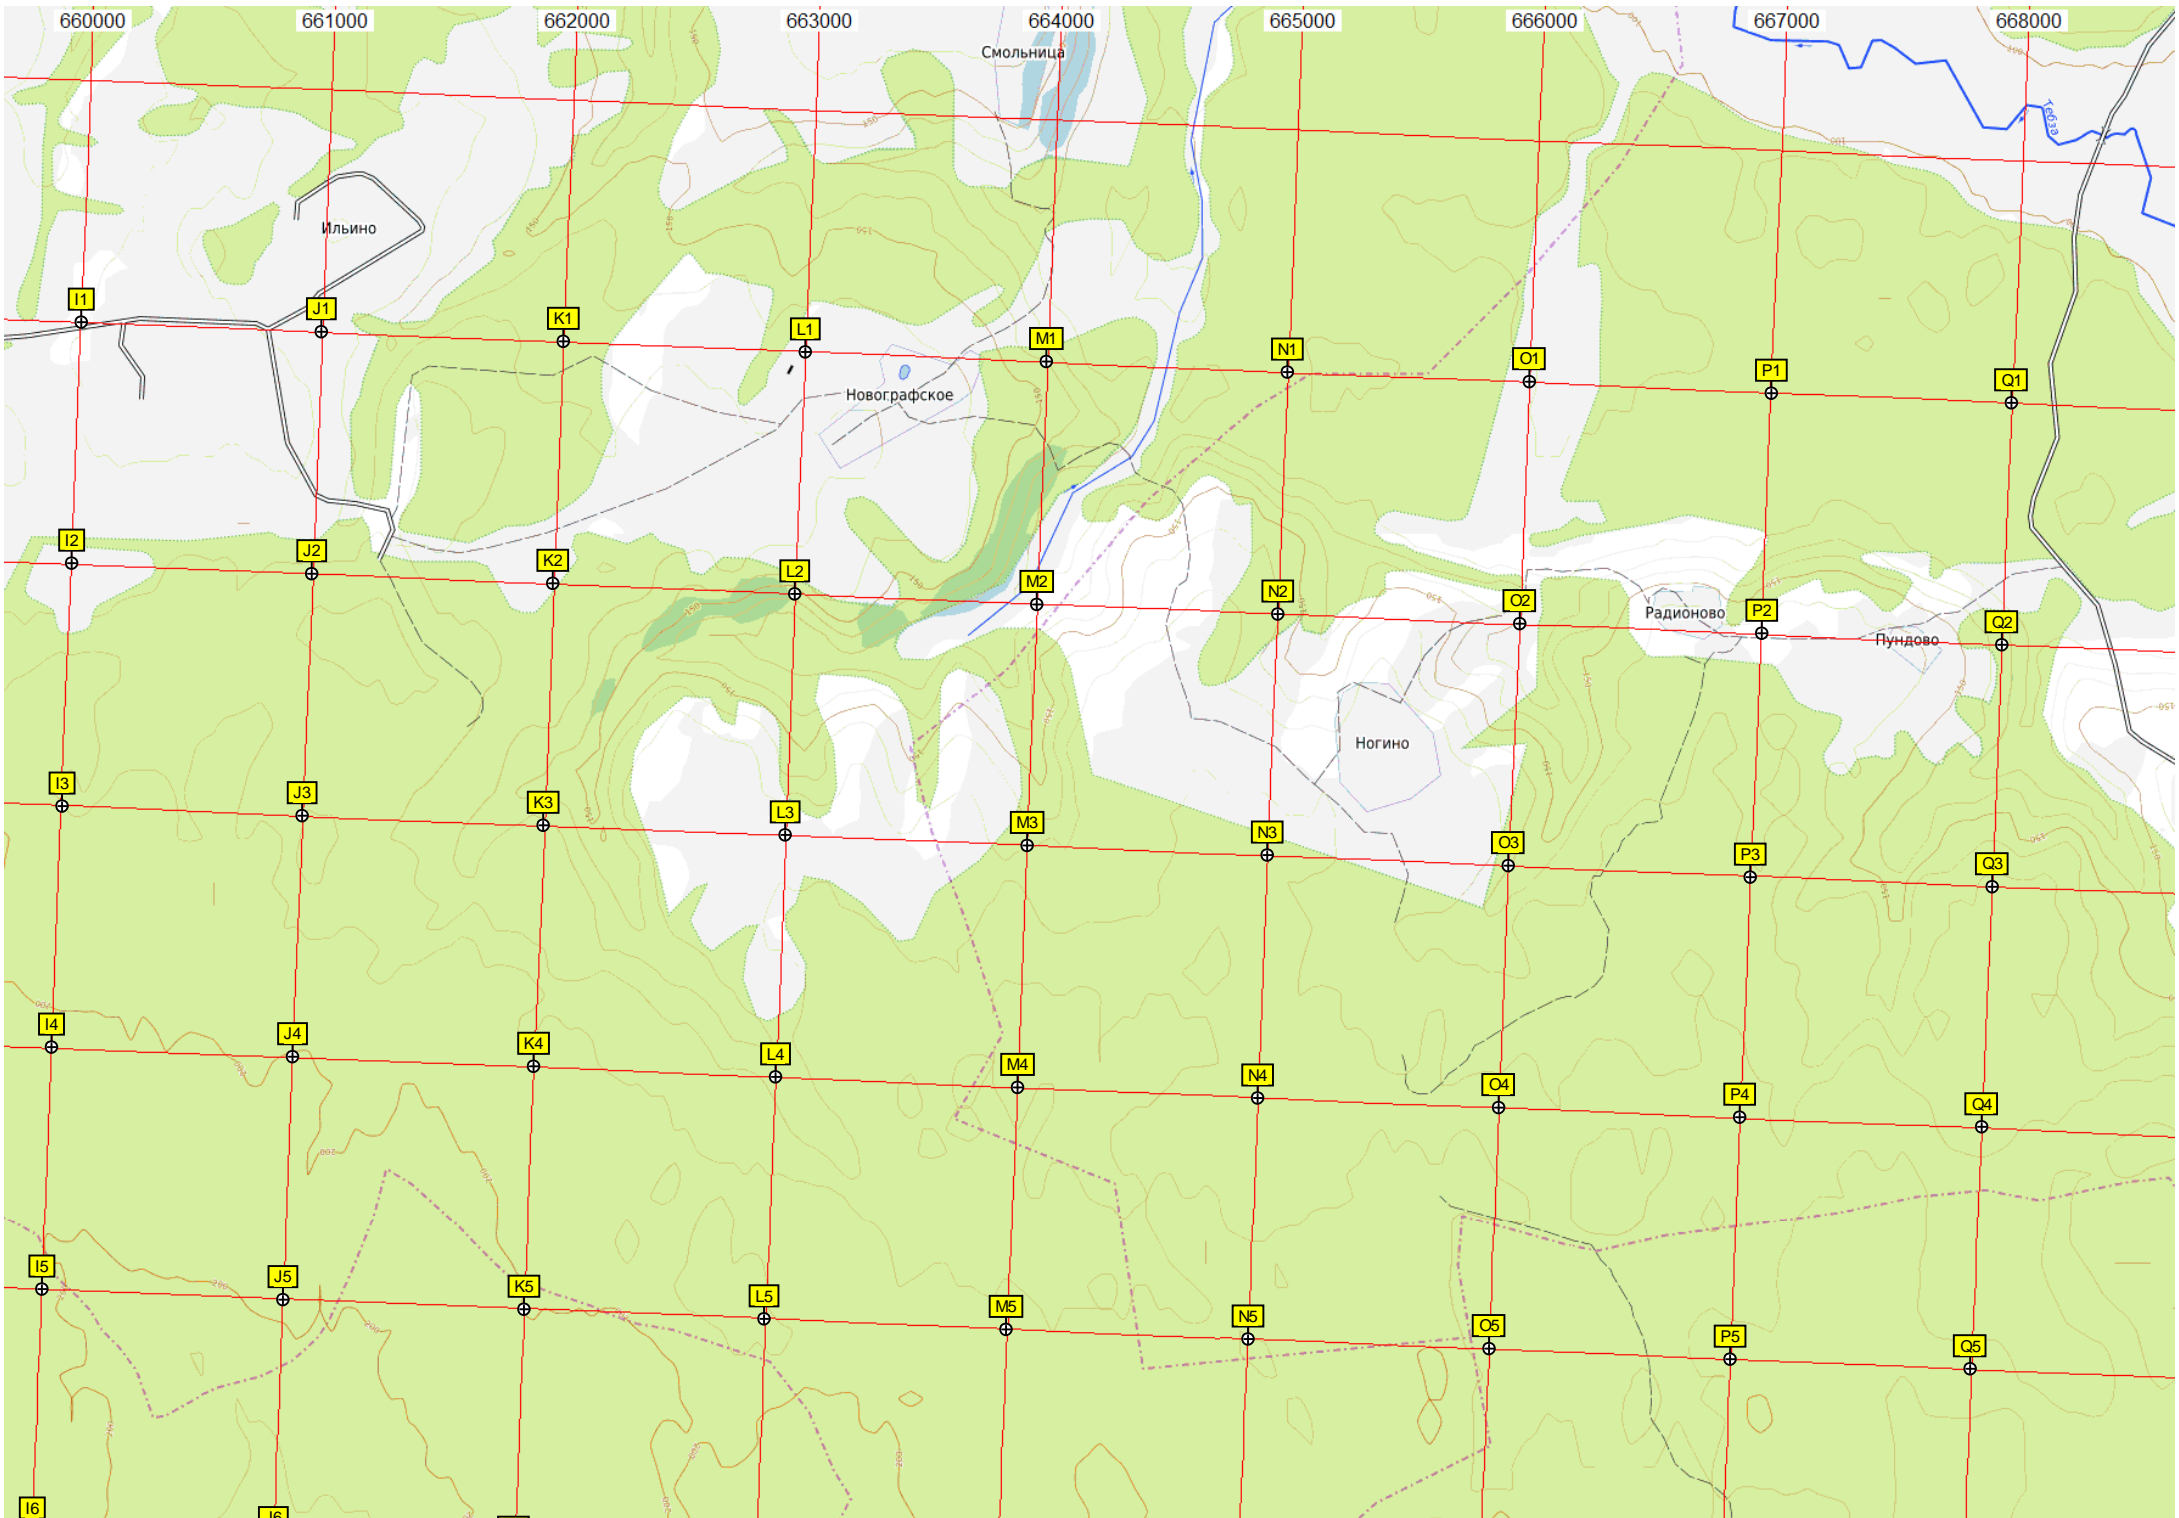 660000 661000 662000 663000 664000 665000 666000 667000 668000
Смольница
Тебза
Ильино
I1 J1 K1 L1 M1 N1 O1 P1 Q1
Новографское
I2 J2 K2 L2 M2 N2 O2 P2 Q2
Радионово
Пундово
Ногино
I3 J3 K3 L3 M3 N3 O3 P3 Q3
I4 J4 K4 L4 M4 N4 O4 P4 Q4
I5 J5 K5 L5 M5 N5 O5 P5 Q5
I6 J6